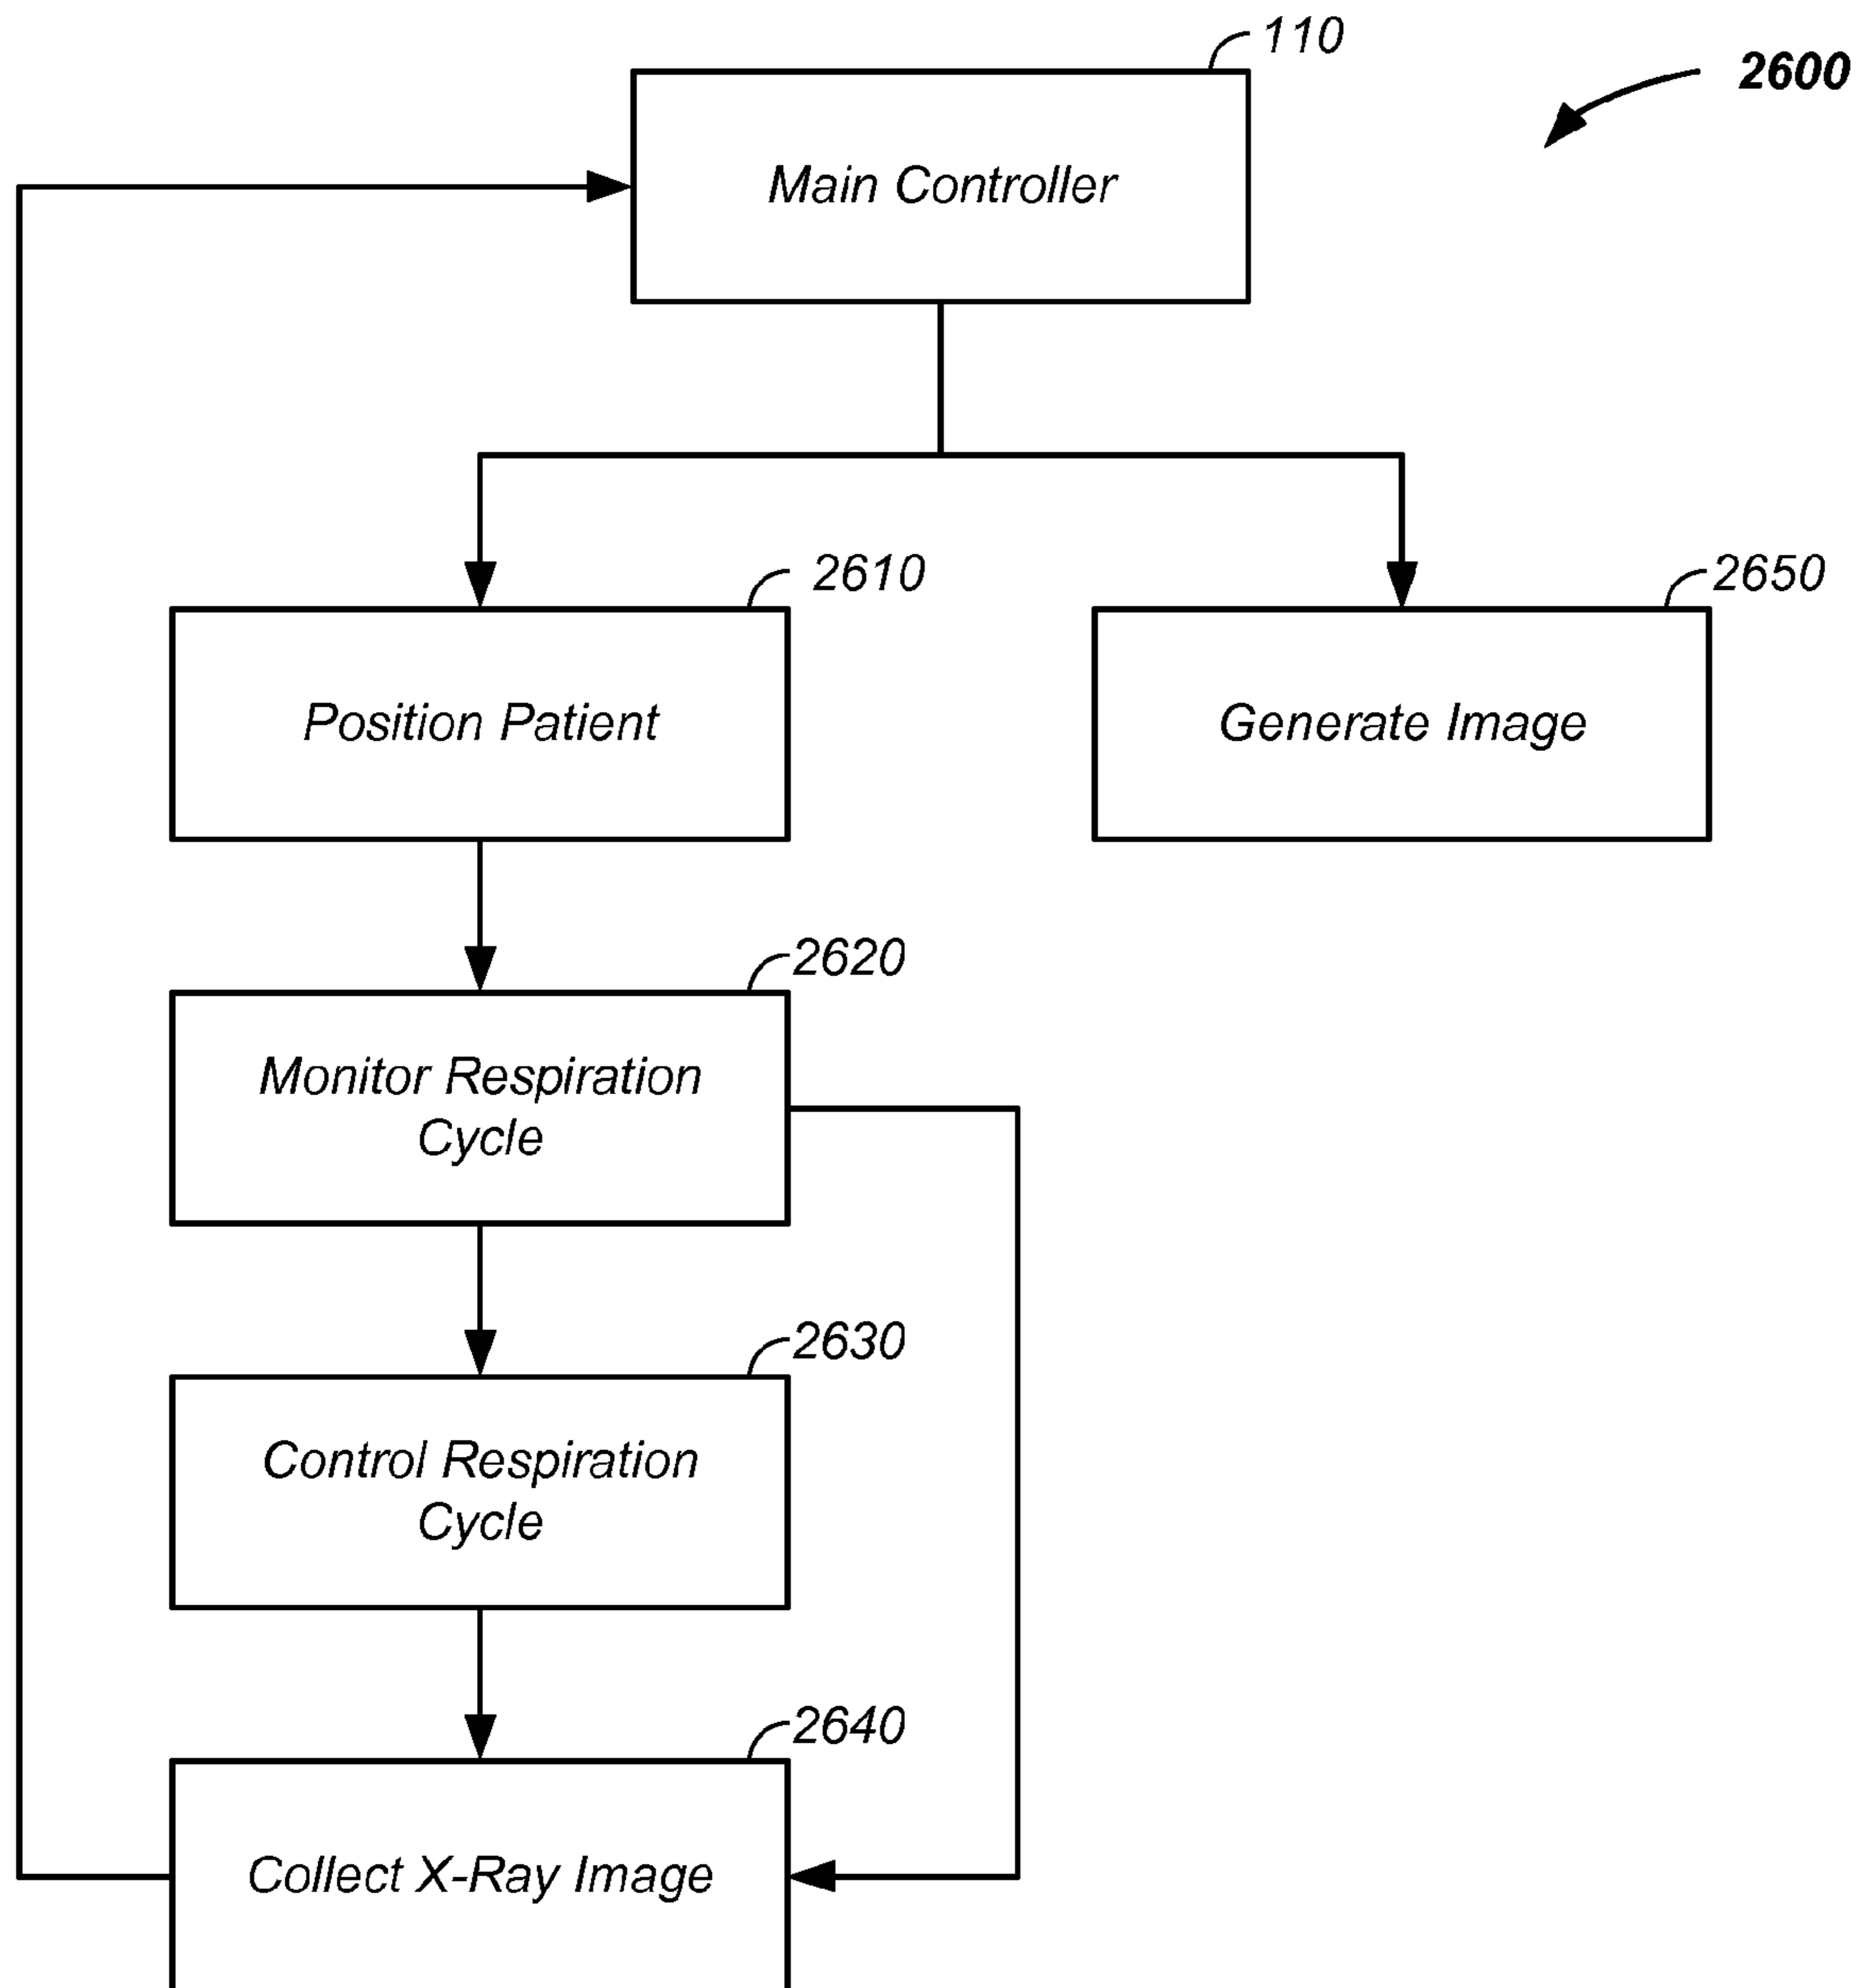 110
2600
Main Controller
2610
2650
Position Patient
Generate Image
2620
Monitor Respiration
Cycle
2630
Control Respiration
Cycle
2640
Collect X-Ray Image